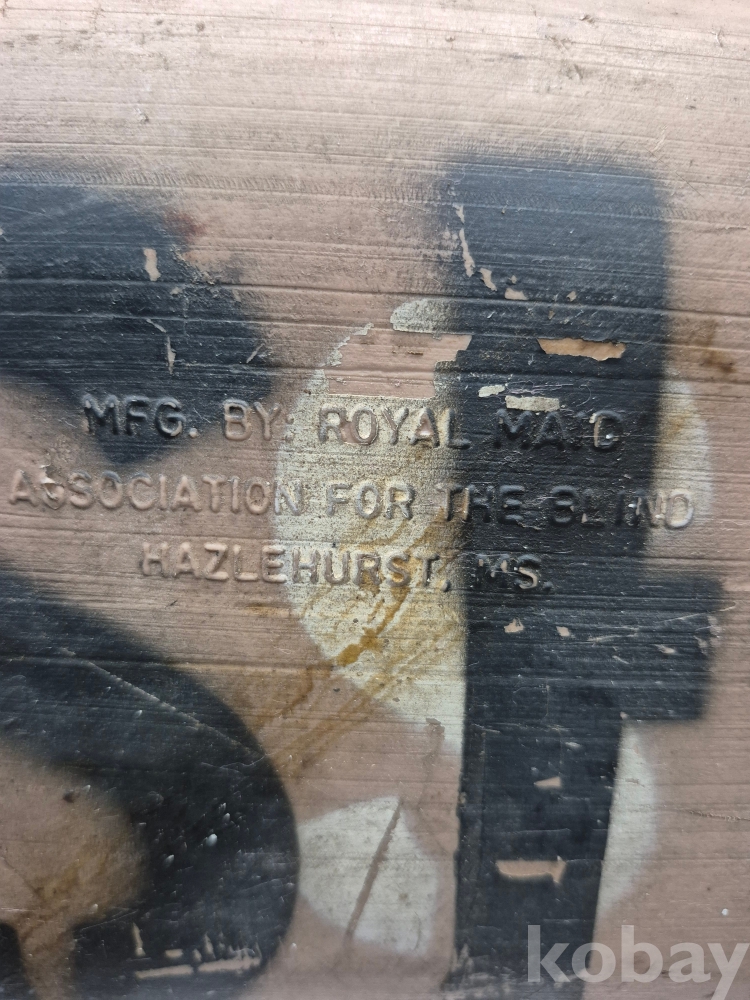 MFG. BY: ROYAL MAID
ASSOCIATION FOR THE BLIND
HAZLEHURST, MS.
kobay